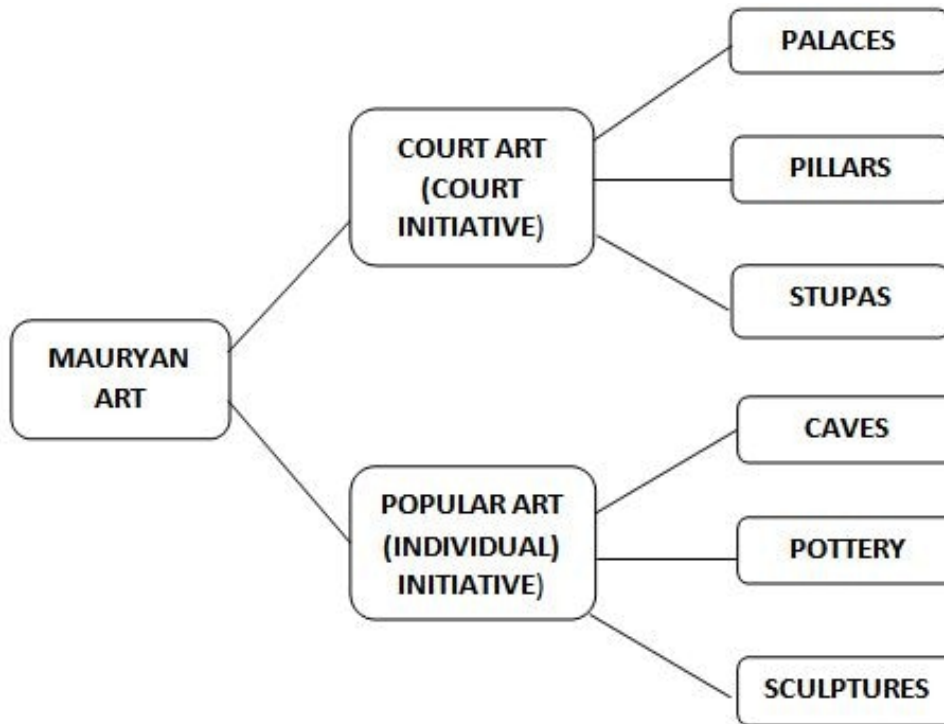 MAURYAN
ART
COURT ART
(COURT
INITIATIVE)
PALACES
PILLARS
STUPAS
POPULAR ART
(INDIVIDUAL)
INITIATIVE)
CAVES
POTTERY
SCULPTURES